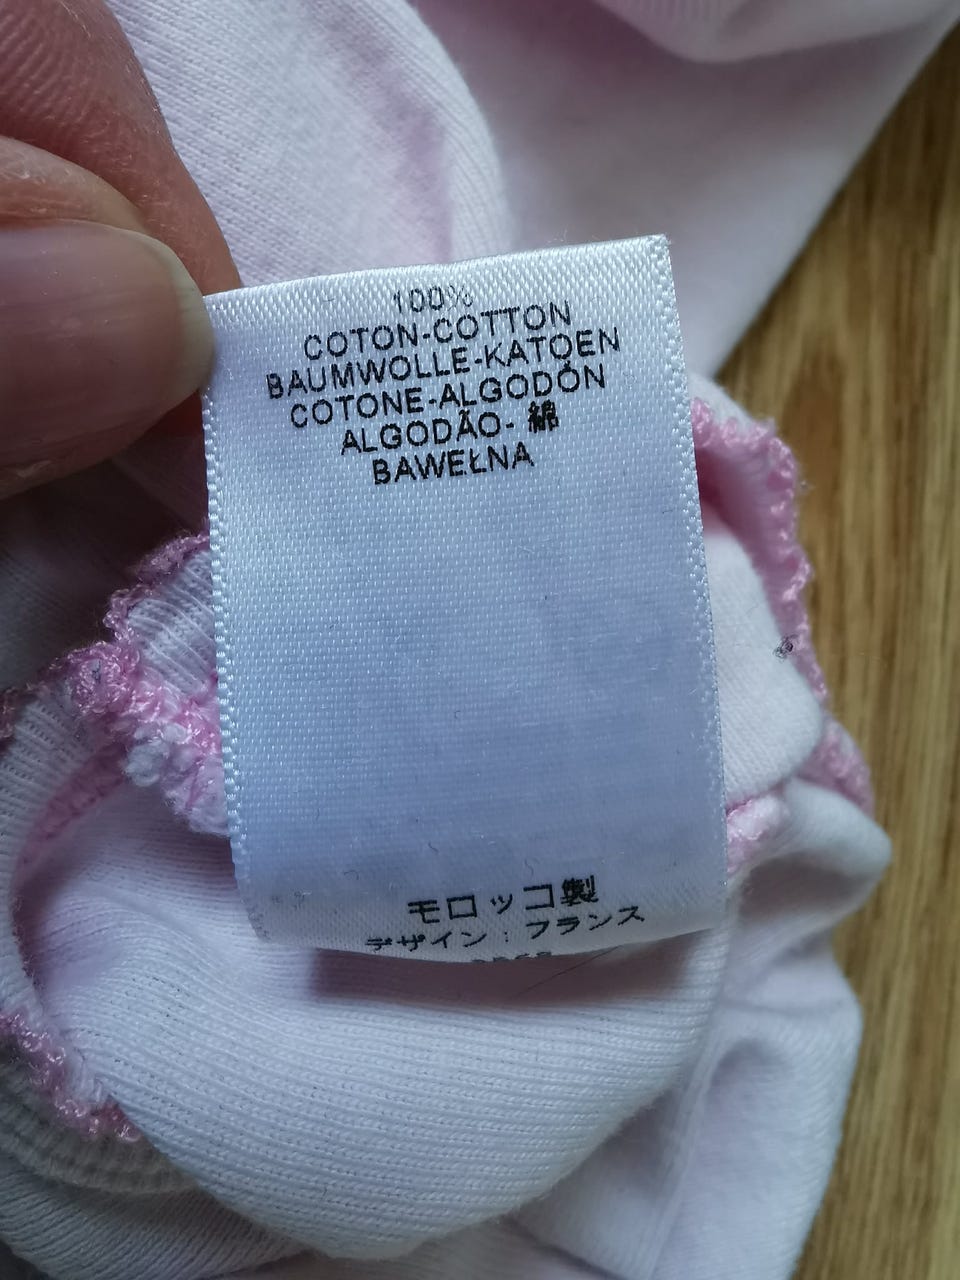 100%
COTON-COTTON
BAUMWOLLE-KATOEN
COTONE-ALGODÓN
ALGODÃO- 綿
BAWEŁNA
モロッコ製
デザイン：フランス